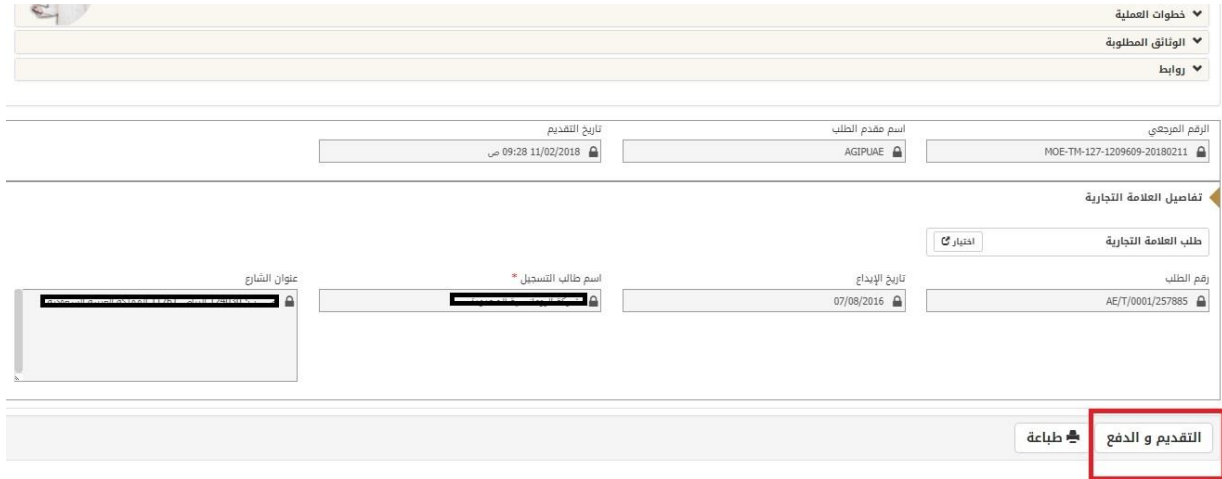 خطوات العملية
الوثائق المطلوبة
روابط
الرقم المرجعي
اسم مقدم الطلب
تاريخ التقديم
MOE-TM-127-1209609-20180211
AGIPUAE
11/02/2018 09:28 ص
تفاصيل العلامة التجارية
طلب العلامة التجارية
اختيار
رقم الطلب
تاريخ الإيداع
اسم طالب التسجيل *
عنوان الشارع
AE/T/0001/257885
07/08/2016
التقديم و الدفع
طباعة